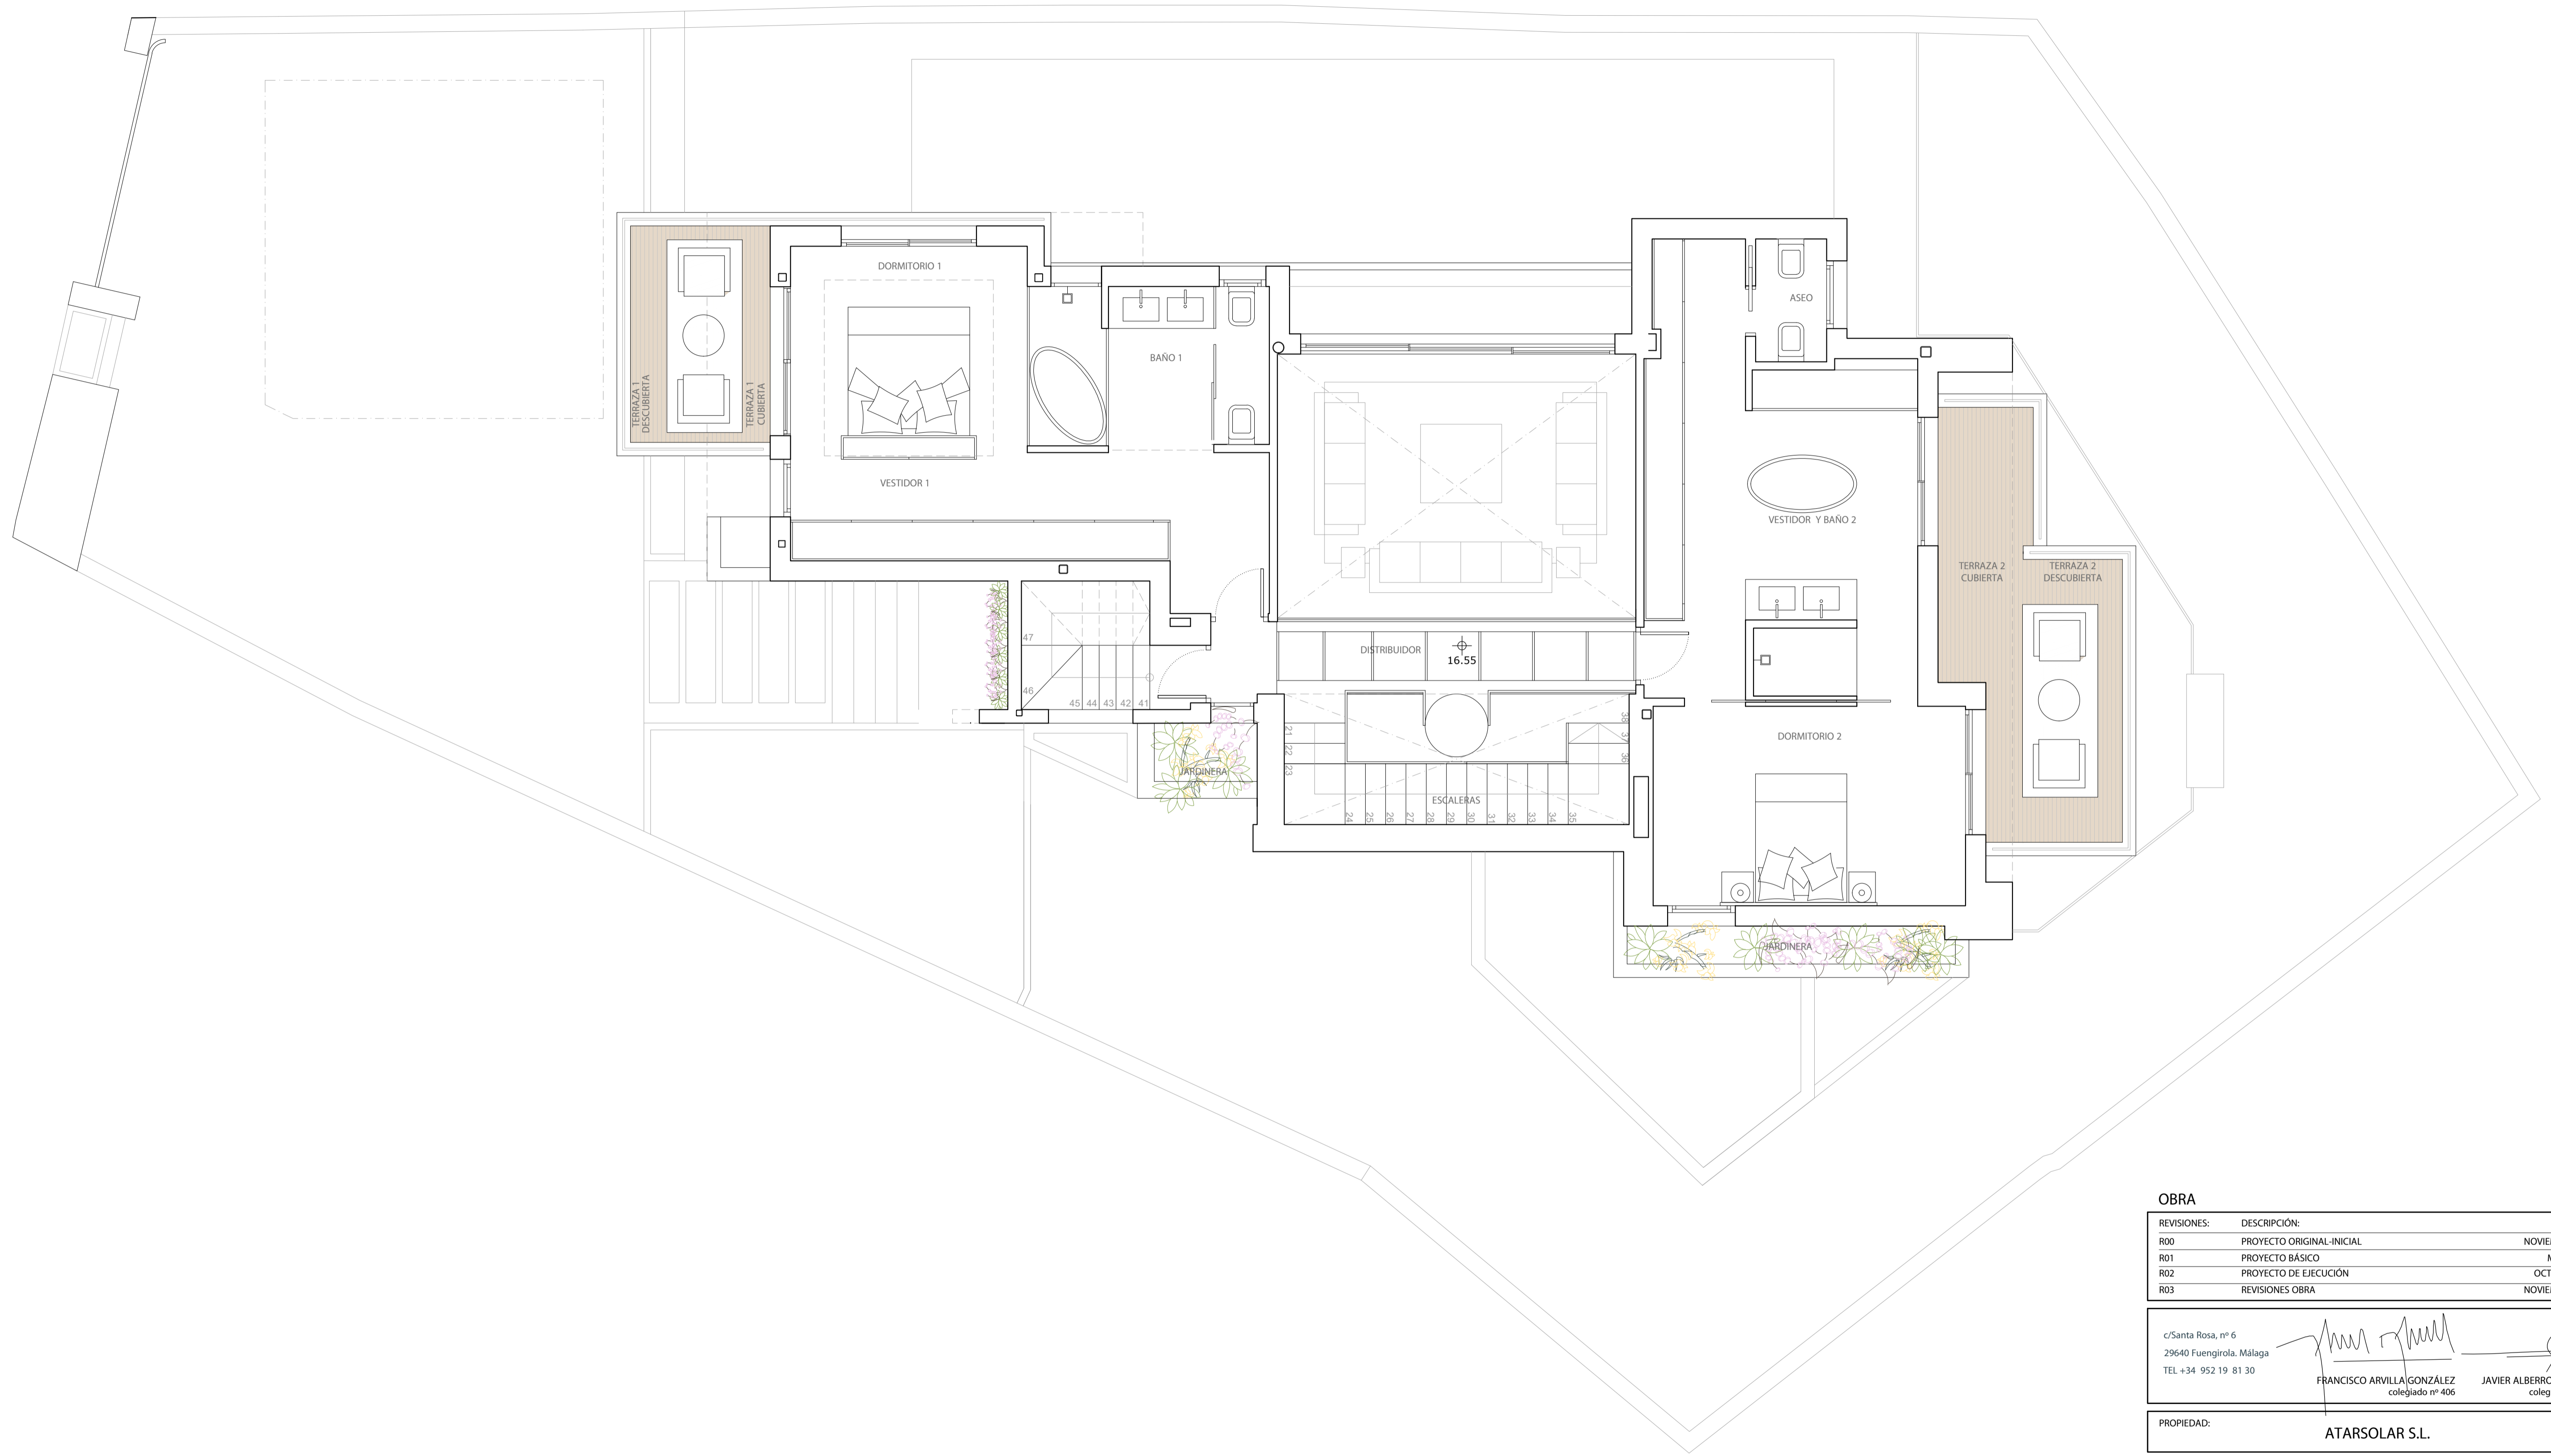 DORMITORIO 1
ASEO
BAÑO 1
TERRAZA 1
DESCUBIERTA
TERRAZA 1
CUBIERTA
VESTIDOR 1
VESTIDOR Y BAÑO 2
TERRAZA 2
CUBIERTA
TERRAZA 2
DESCUBIERTA
47
46
45 44 43 42 41
DISTRIBUIDOR
16.55
21
22
23
38
37
36
DORMITORIO 2
JARDINERA
ESCALERAS
24 25 26 27 28 29 30 31 32 33 34 35
JARDINERA
OBRA
REVISIONES: DESCRIPCIÓN:
R00 PROYECTO ORIGINAL-INICIAL
R01 PROYECTO BÁSICO
R02 PROYECTO DE EJECUCIÓN
R03 REVISIONES OBRA
c/Santa Rosa, nº 6
29640 Fuengirola. Málaga
TEL +34 952 19 81 30
FRANCISCO ARVILLA GONZÁLEZ JAVIER
colegiado nº 406
PROPIEDAD:
ATARSOLAR S.L.